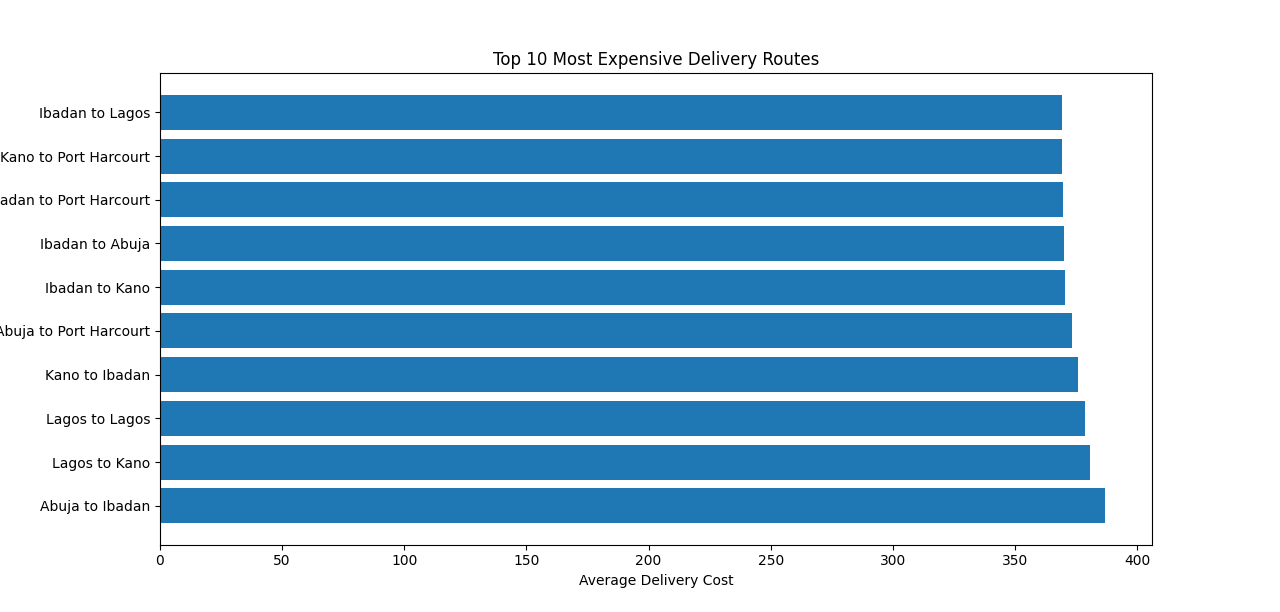 Top 10 Most Expensive Delivery Routes
Ibadan to Lagos
Kano to Port Harcourt
to Port Harcourt
Ibadan to Abuja
Ibadan to Kano
Abuja to Port Harcourt
Kano to Ibadan
Lagos to Lagos
Lagos to Kano
Abuja to Ibadan
0 50 100 150 200 250 300 350 400
Average Delivery Cost